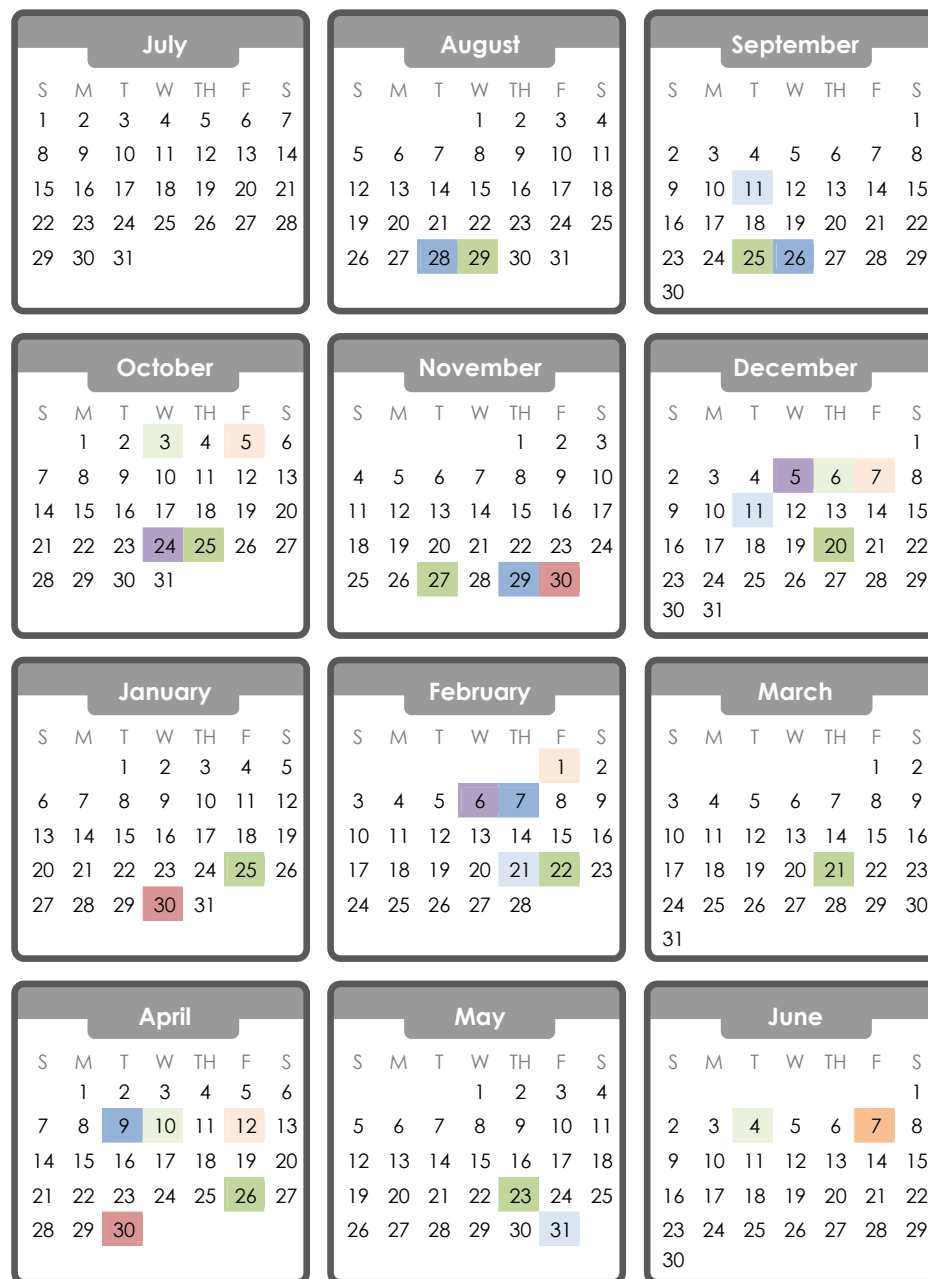 July
S M T W TH F S
1 2 3 4 5 6 7
8 9 10 11 12 13 14
15 16 17 18 19 20 21
22 23 24 25 26 27 28
29 30 31
August
S M T W TH F S
1 2 3 4
5 6 7 8 9 10 11
12 13 14 15 16 17 18
19 20 21 22 23 24 25
26 27 28 29 30 31
September
S M T W TH F S
1
2 3 4 5 6 7 8
9 10 11 12 13 14 15
16 17 18 19 20 21 22
23 24 25 26 27 28 29
30
October
S M T W TH F S
1 2 3 4 5 6
7 8 9 10 11 12 13
14 15 16 17 18 19 20
21 22 23 24 25 26 27
28 29 30 31
November
S M T W TH F S
1 2 3
4 5 6 7 8 9 10
11 12 13 14 15 16 17
18 19 20 21 22 23 24
25 26 27 28 29 30
December
S M T W TH F S
1
2 3 4 5 6 7 8
9 10 11 12 13 14 15
16 17 18 19 20 21 22
23 24 25 26 27 28 29
30 31
January
S M T W TH F S
1 2 3 4 5
6 7 8 9 10 11 12
13 14 15 16 17 18 19
20 21 22 23 24 25 26
27 28 29 30 31
February
S M T W TH F S
1 2
3 4 5 6 7 8 9
10 11 12 13 14 15 16
17 18 19 20 21 22 23
24 25 26 27 28
March
S M T W TH F S
1 2
3 4 5 6 7 8 9
10 11 12 13 14 15 16
17 18 19 20 21 22 23
24 25 26 27 28 29 30
31
April
S M T W TH F S
1 2 3 4 5 6
7 8 9 10 11 12 13
14 15 16 17 18 19 20
21 22 23 24 25 26 27
28 29 30
May
S M T W TH F S
1 2 3 4
5 6 7 8 9 10 11
12 13 14 15 16 17 18
19 20 21 22 23 24 25
26 27 28 29 30 31
June
S M T W TH F S
1
2 3 4 5 6 7 8
9 10 11 12 13 14 15
16 17 18 19 20 21 22
23 24 25 26 27 28 29
30